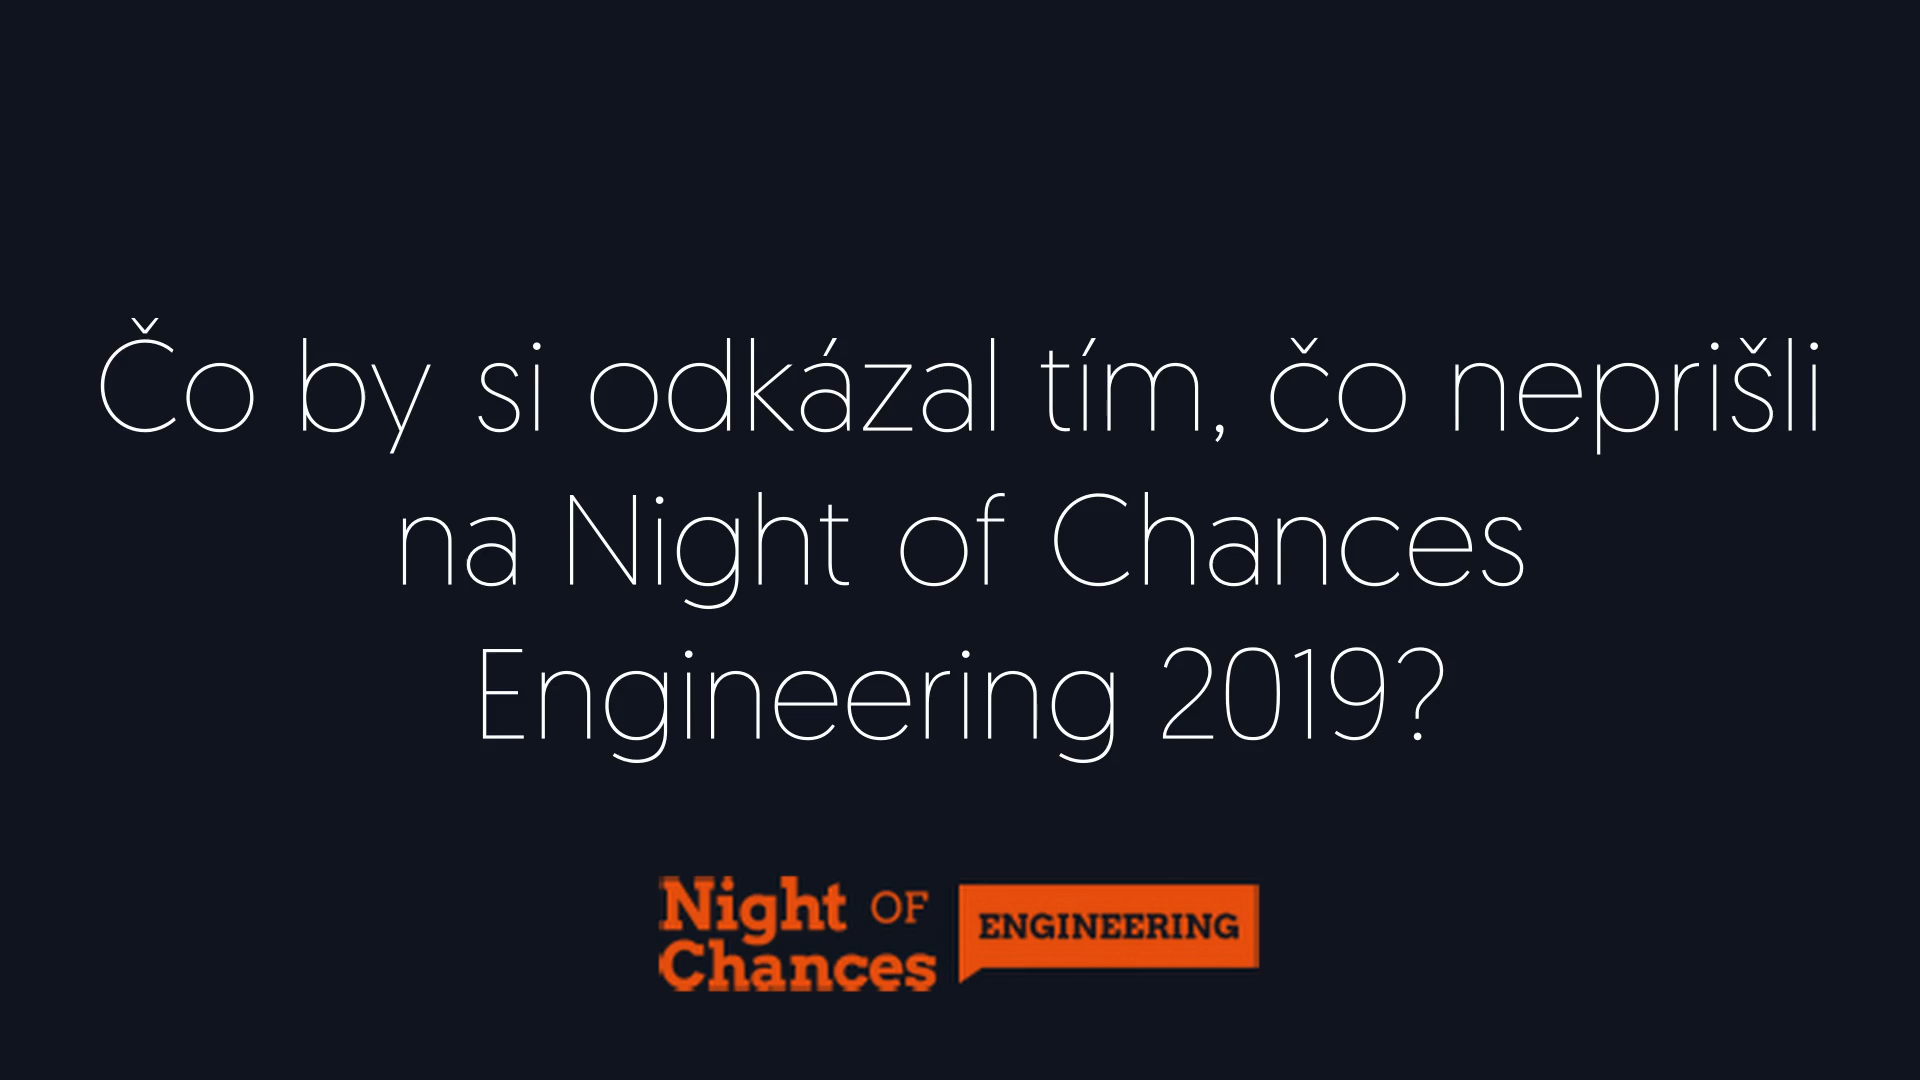 Čo by si odkázal tím, čo neprišli
na Night of Chances
Engineering 2019?
Night OF
Chances
ENGINEERING